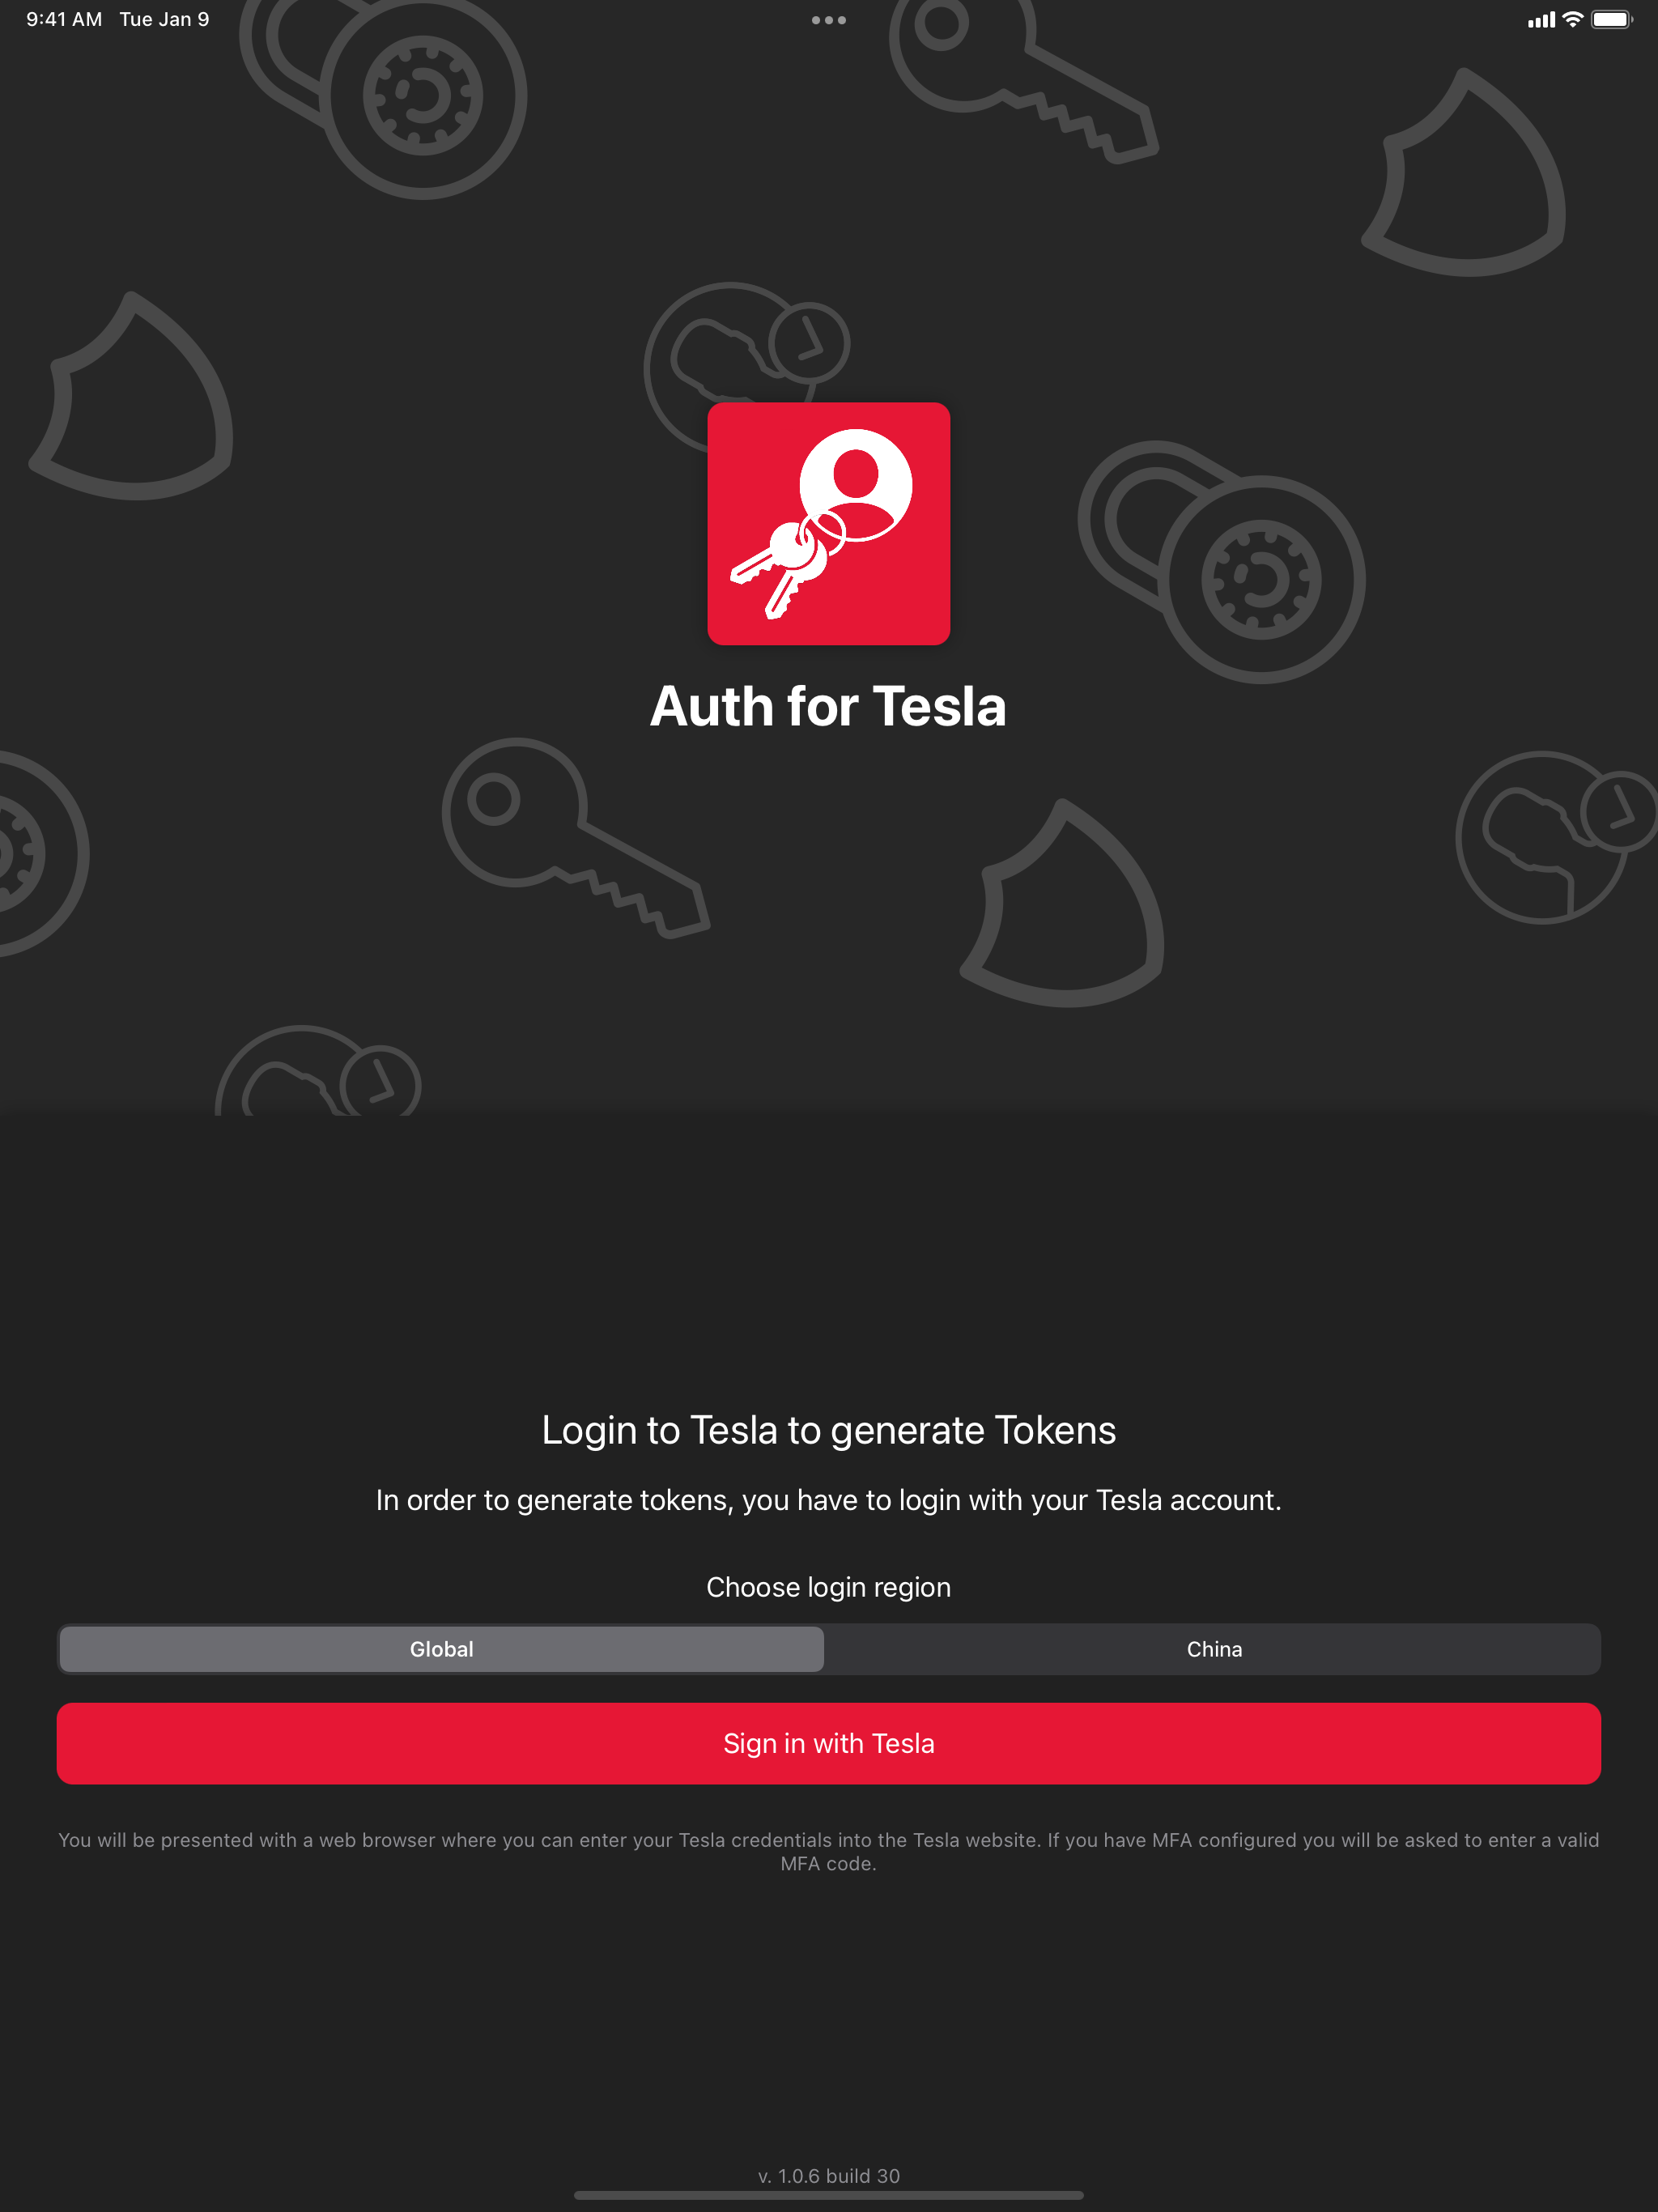 9:41 AM Tue Jan 9
Auth for Tesla
Login to Tesla to generate Tokens
In order to generate tokens, you have to login with your Tesla account.
Choose login region
Global China
Sign in with Tesla
You will be presented with a web browser where you can enter your Tesla credentials into the Tesla website. If you have MFA configured you will be asked to enter a valid
MFA code.
v. 1.0.6 build 30